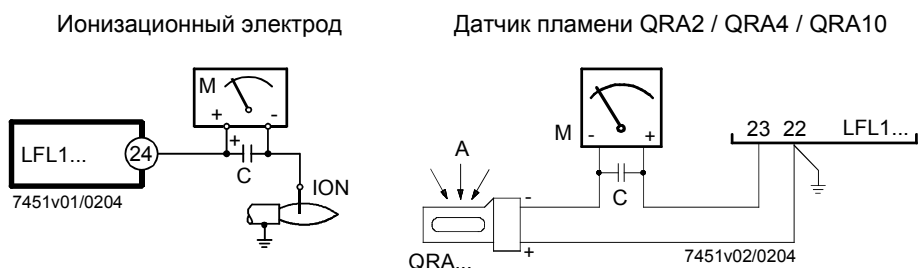 Ионизационный электрод
M
+ -
+
LFL1...
24
C
ION
7451v01/0204
Датчик пламени QRA2 / QRA4 / QRA10
M
- +
23 22 LFL1...
A
C
-
+
QRA...
7451v02/0204